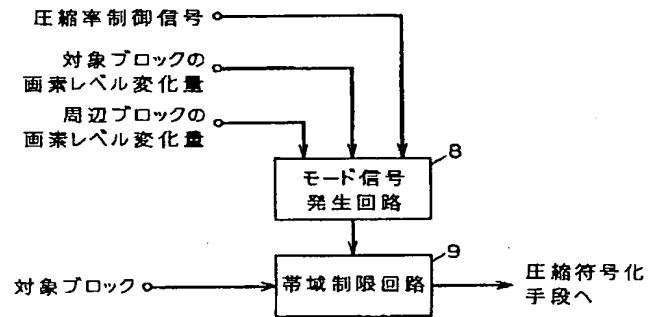 圧縮率制御信号
対象ブロックの
画素レベル変化量
周辺ブロックの
画素レベル変化量
8
モード信号
発生回路
9
対象ブロック
帯域制限回路
圧縮符号化
手段へ